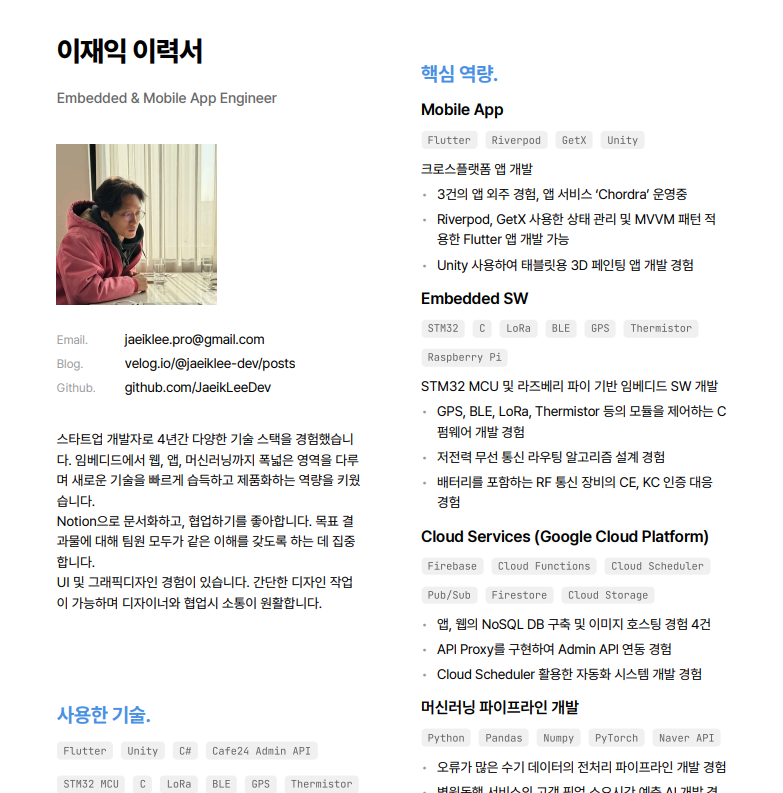 이재익 이력서
Embedded & Mobile App Engineer
Email. jaeiklee.pro@gmail.com
Blog. velog.io/@jaeiklee-dev/posts
Github. github.com/JaeikLeeDev
스타트업 개발자로 4년간 다양한 기술 스택을 경험했습니
다. 임베디드에서 웹, 앱, 머신러닝까지 폭넓은 영역을 다루
며 새로운 기술을 빠르게 습득하고 제품화하는 역량을 키웠
습니다.
Notion으로 문서화하고, 협업하기를 좋아합니다. 목표 결
과물에 대해 팀원 모두가 같은 이해를 갖도록 하는 데 집중
합니다.
UI 및 그래픽디자인 경험이 있습니다. 간단한 디자인 작업
이 가능하며 디자이너와 협업시 소통이 원활합니다.
사용한 기술.
Flutter Unity C# Cafe24 Admin API
STM32 MCU C LoRa BLE GPS Thermistor
핵심 역량.
Mobile App
Flutter Riverpod GetX Unity
크로스플랫폼 앱 개발
• 3건의 앱 외주 경험, 앱 서비스 ‘Chordra’ 운영중
• Riverpod, GetX 사용한 상태 관리 및 MVVM 패턴 적
용한 Flutter 앱 개발 가능
• Unity 사용하여 태블릿용 3D 페인팅 앱 개발 경험
Embedded SW
STM32 C LoRa BLE GPS Thermistor
Raspberry Pi
STM32 MCU 및 라즈베리 파이 기반 임베디드 SW 개발
• GPS, BLE, LoRa, Thermistor 등의 모듈을 제어하는 C
펌웨어 개발 경험
• 저전력 무선 통신 라우팅 알고리즘 설계 경험
• 배터리를 포함하는 RF 통신 장비의 CE, KC 인증 대응
경험
Cloud Services (Google Cloud Platform)
Firebase Cloud Functions Cloud Scheduler
Pub/Sub Firestore Cloud Storage
• 앱, 웹의 NoSQL DB 구축 및 이미지 호스팅 경험 4건
• API Proxy를 구현하여 Admin API 연동 경험
• Cloud Scheduler 활용한 자동화 시스템 개발 경험
머신러닝 파이프라인 개발
Python Pandas Numpy PyTorch Naver API
• 오류가 많은 수기 데이터의 전처리 파이프라인 개발 경험